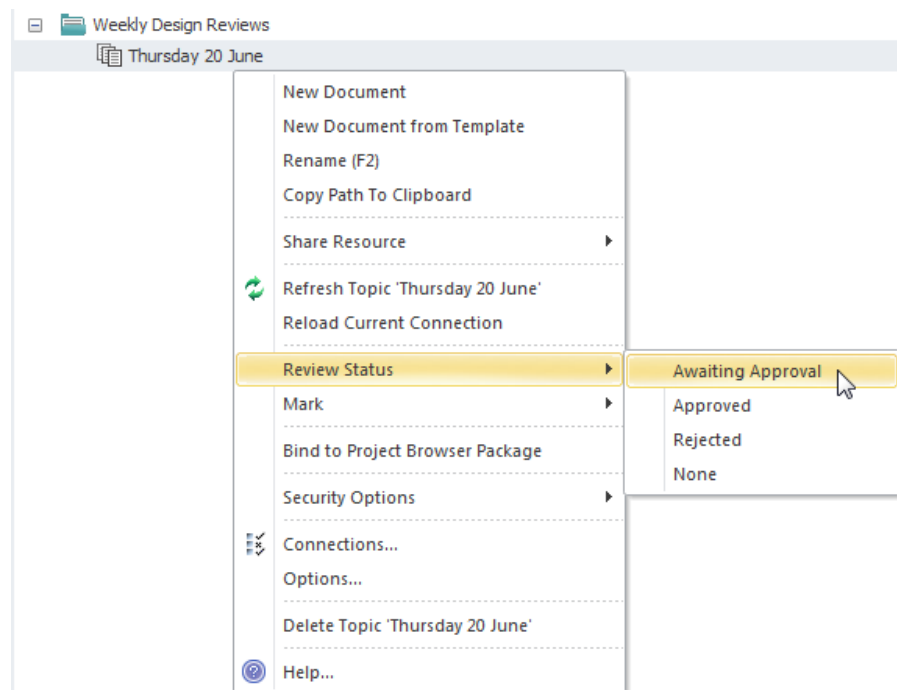 Weekly Design Reviews
Thursday 20 June
New Document
New Document from Template
Rename (F2)
Copy Path To Clipboard
Share Resource
Refresh Topic 'Thursday 20 June'
Reload Current Connection
Review Status
Awaiting Approval
Approved
Rejected
None
Mark
Bind to Project Browser Package
Security Options
Connections...
Options...
Delete Topic 'Thursday 20 June'
Help...